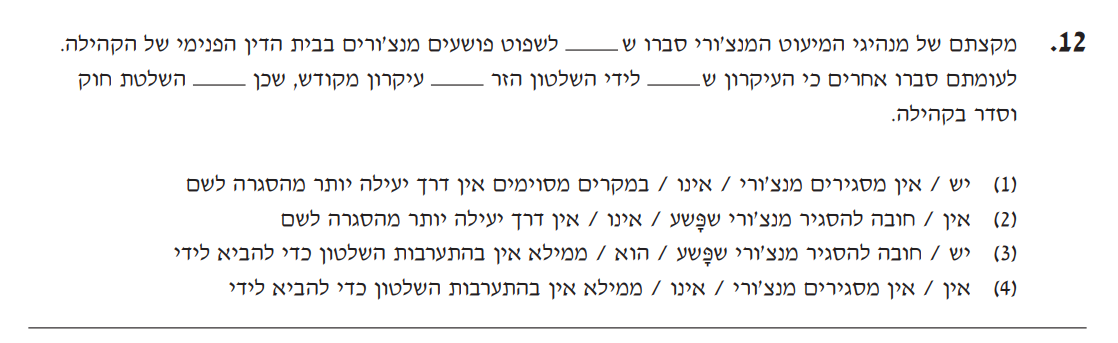 12. מקצתם של מנהיגי המיעוט המנצ'ורי סברו ש _____ לשפוט פושעים מנצ'ורים בבית הדין הפנימי של הקהילה.
לעומתם סברו אחרים כי העיקרון ש_____ לידי השלטון הזר _____ עיקרון מקודש, שכן _____ השלטת חוק
וסדר בקהילה.
(1) יש / אין מסגירים מנצ'ורי / אינו / במקרים מסוימים אין דרך יעילה יותר מהסגרה לשם
(2) אין / חובה להסגיר מנצ'ורי שפָּשע / אינו / אין דרך יעילה יותר מהסגרה לשם
(3) יש / חובה להסגיר מנצ'ורי שפָּשע / הוא / ממילא אין בהתערבות השלטון כדי להביא לידי
(4) אין / אין מסגירים מנצ'ורי / אינו / ממילא אין בהתערבות השלטון כדי להביא לידי